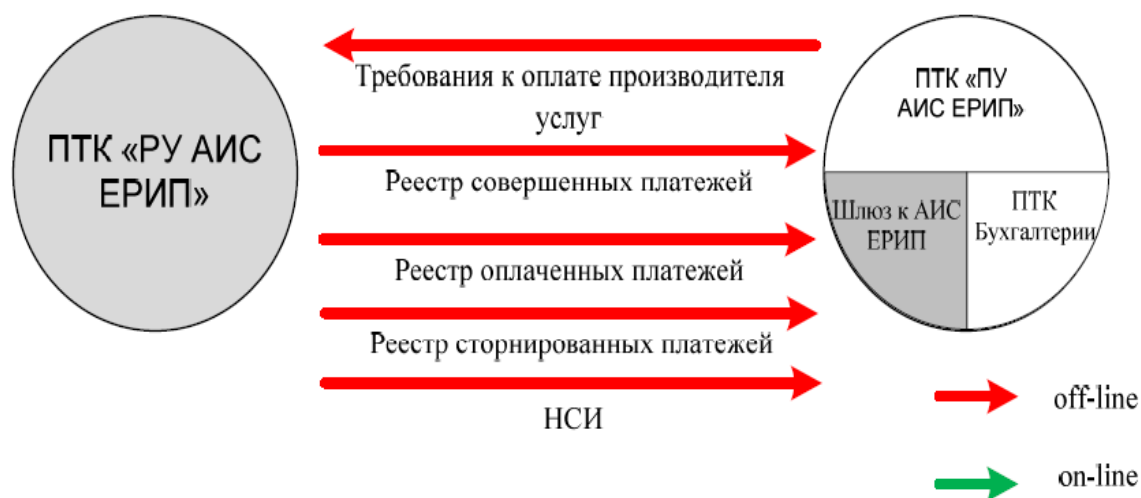 ПТК «РУ АИС
ЕРИП»
Требования к оплате производителя
услуг
Реестр совершенных платежей
Реестр оплаченных платежей
Реестр сторнированных платежей
НСИ
ПТК «ПУ
АИС ЕРИП»
Шлюз к АИС
ЕРИП
ПТК
Бухгалтерии
off-line
on-line